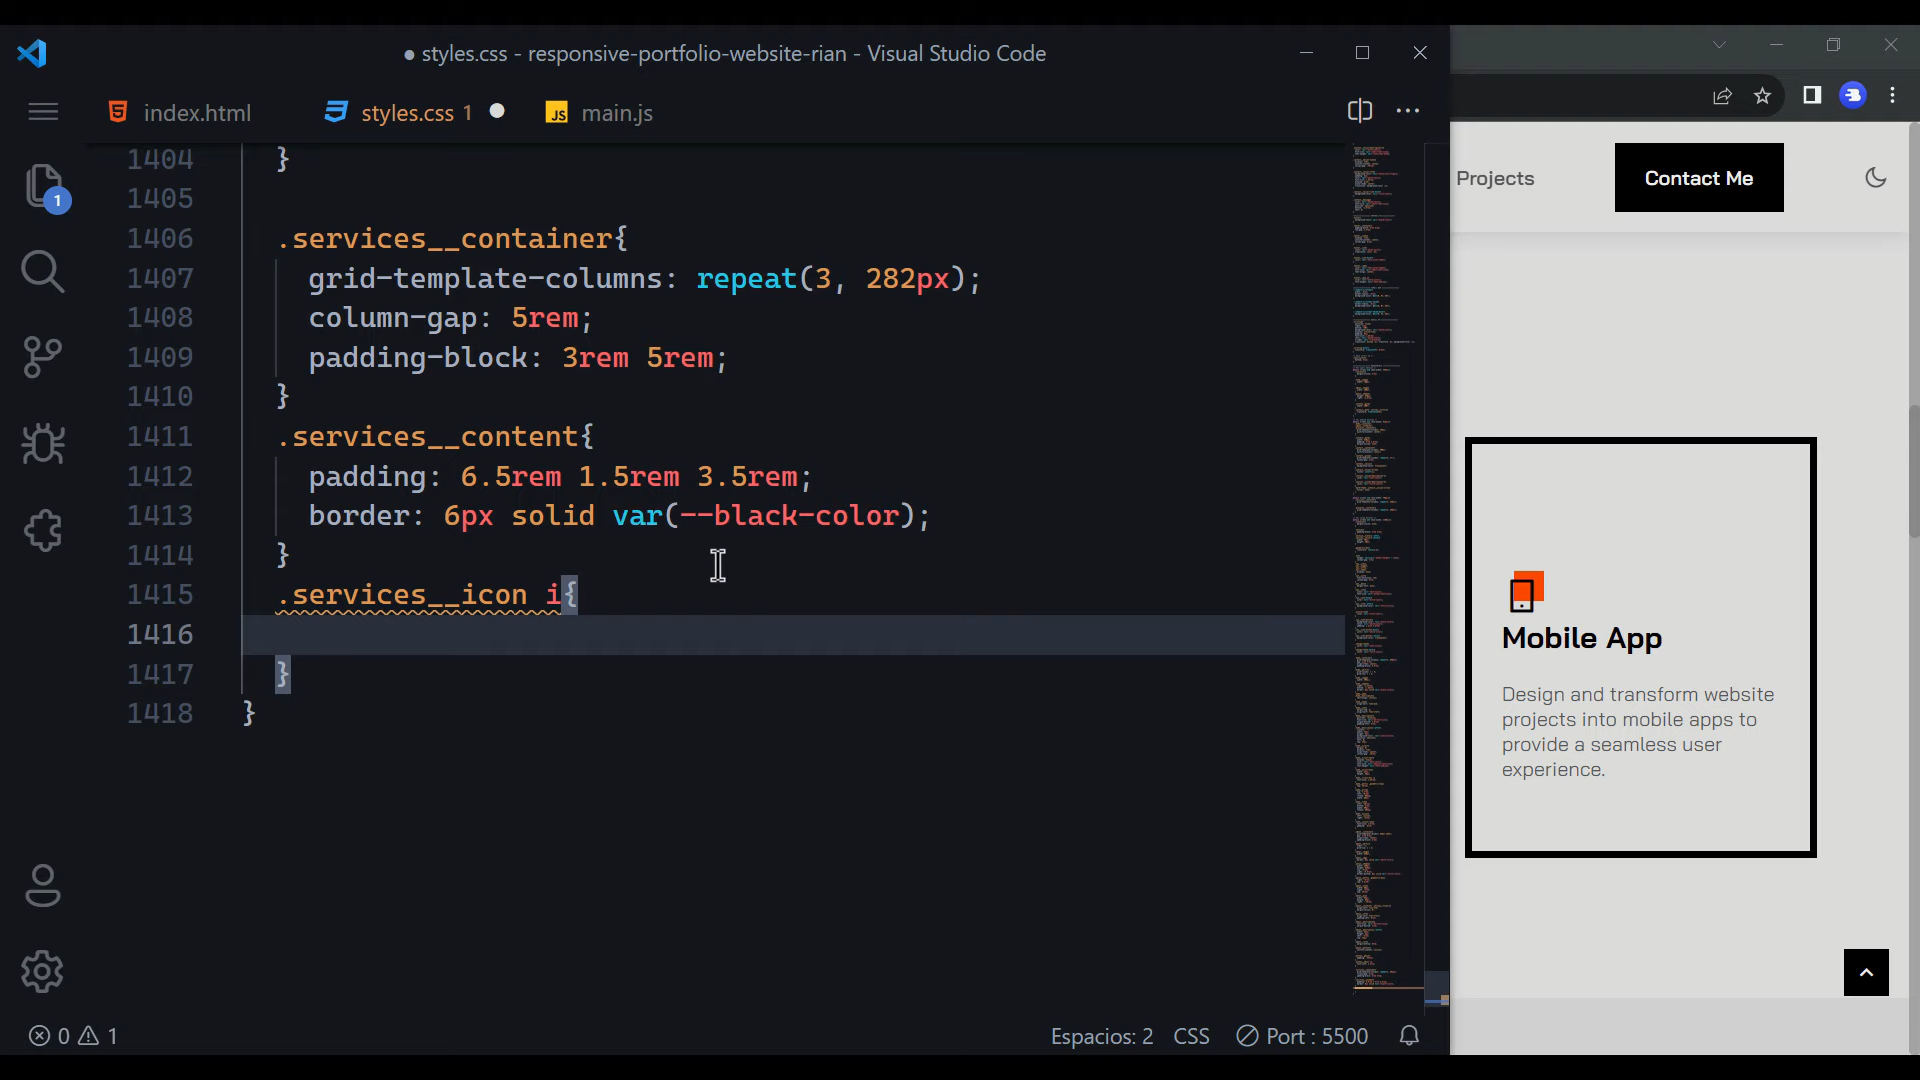 ● styles.css - responsive-portfolio-website-rian - Visual Studio Code
index.html
styles.css 1
JS main.js
1
1404 }
1405
1406 .services__container{
1407 grid-template-columns: repeat(3, 282px);
1408 column-gap: 5rem;
1409 padding-block: 3rem 5rem;
1410 }
1411 .services__content{
1412 padding: 6.5rem 1.5rem 3.5rem;
1413 border: 6px solid var(--black-color);
1414 }
1415 .services__icon i{
1416
1417 }
1418 }
0 1
Espacios: 2 CSS Port : 5500
Projects
Contact Me
Mobile App
Design and transform website
projects into mobile apps to
provide a seamless user
experience.